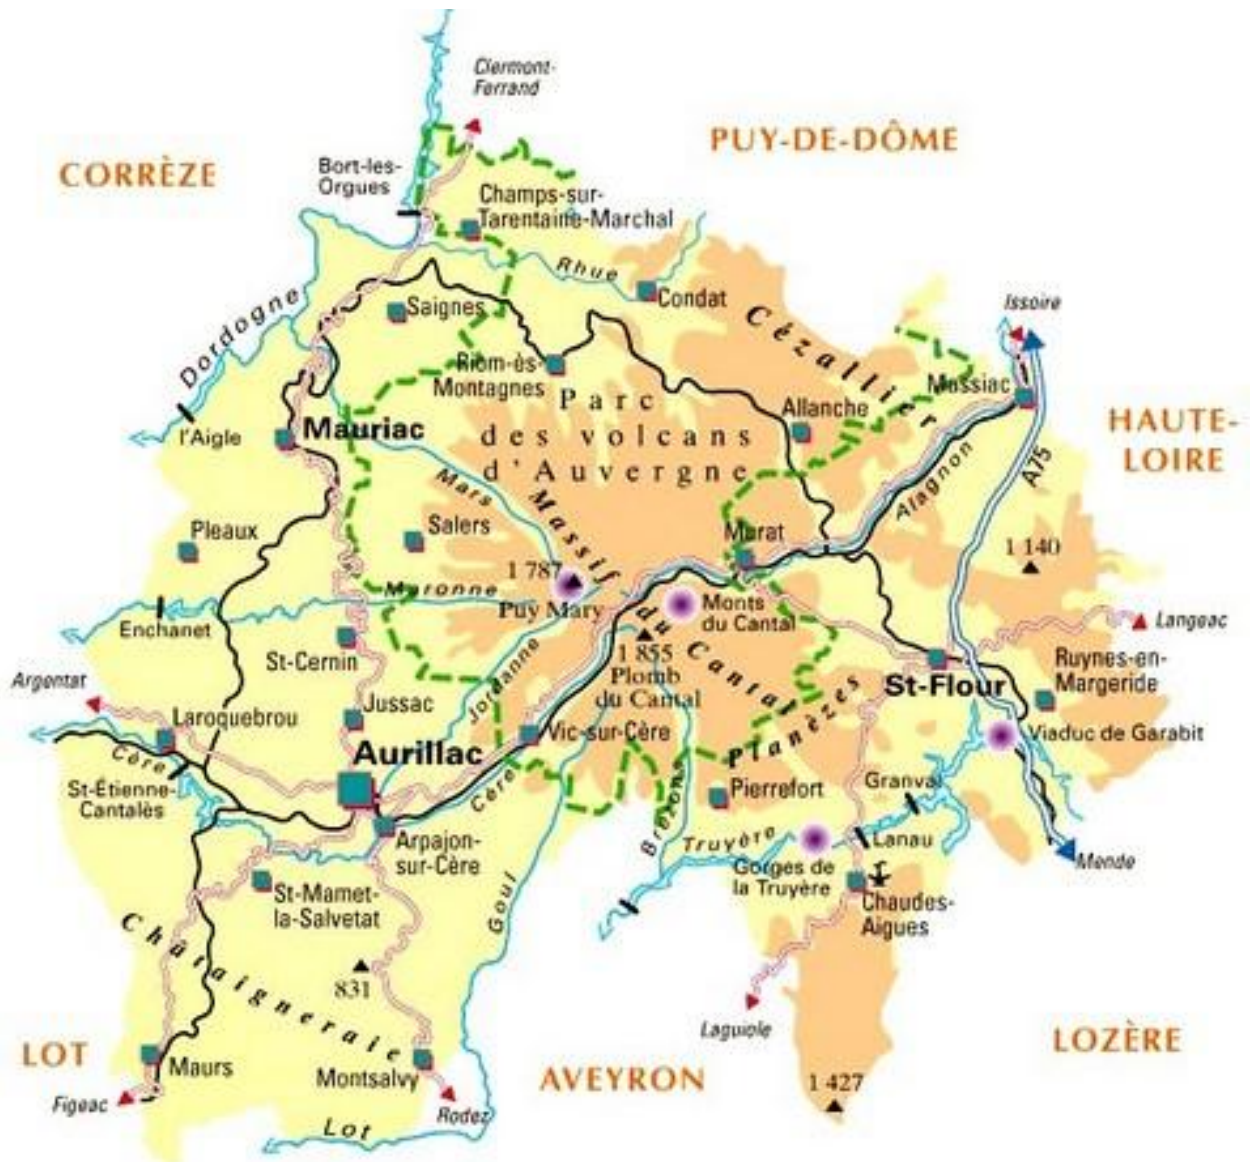 Clermont-
Ferrand
PUY-DE-DÔME
CORRÈZE
Bort-les-
Orgues
Champs-sur-
Tarentaine-Marchal
Rhue
Condat
Issoire
Dordogne
Saignes
Cézallier
Riom-ès-
Montagnes
Massiac
Parc
des volcans
d'Auvergne
Allanche
HAUTE-
LOIRE
l'Aigle
Mauriac
A75
Mars
Massif
du Cantal
Alagnon
Pleaux
Salers
Murat
1 140
1 787
Puy Mary
Maronne
Monts
du Cantal
Enchanet
Langeac
St-Cernin
1 855
Plomb
du Cantal
Jordanne
Ruynes-en-
Margeride
Argentat
St-Flour
Laroquebrou
Jussac
Vic-sur-Cère
Planèzes
Viaduc de Garabit
Aurillac
Cère
Cère
St-Étienne-
Cantalès
Pierrefort
Granval
Brezons
Truyère
Lanau
Arpajon-
sur-Cère
Gorges de
la Truyère
Mende
St-Mamet-
la-Salvetat
Goul
Chaudes-
Aigues
Châtaigneraie
831
Laguiole
LOT
Maurs
Montsalvy
AVEYRON
LOZÈRE
1 427
Figeac
Rodez
Lot